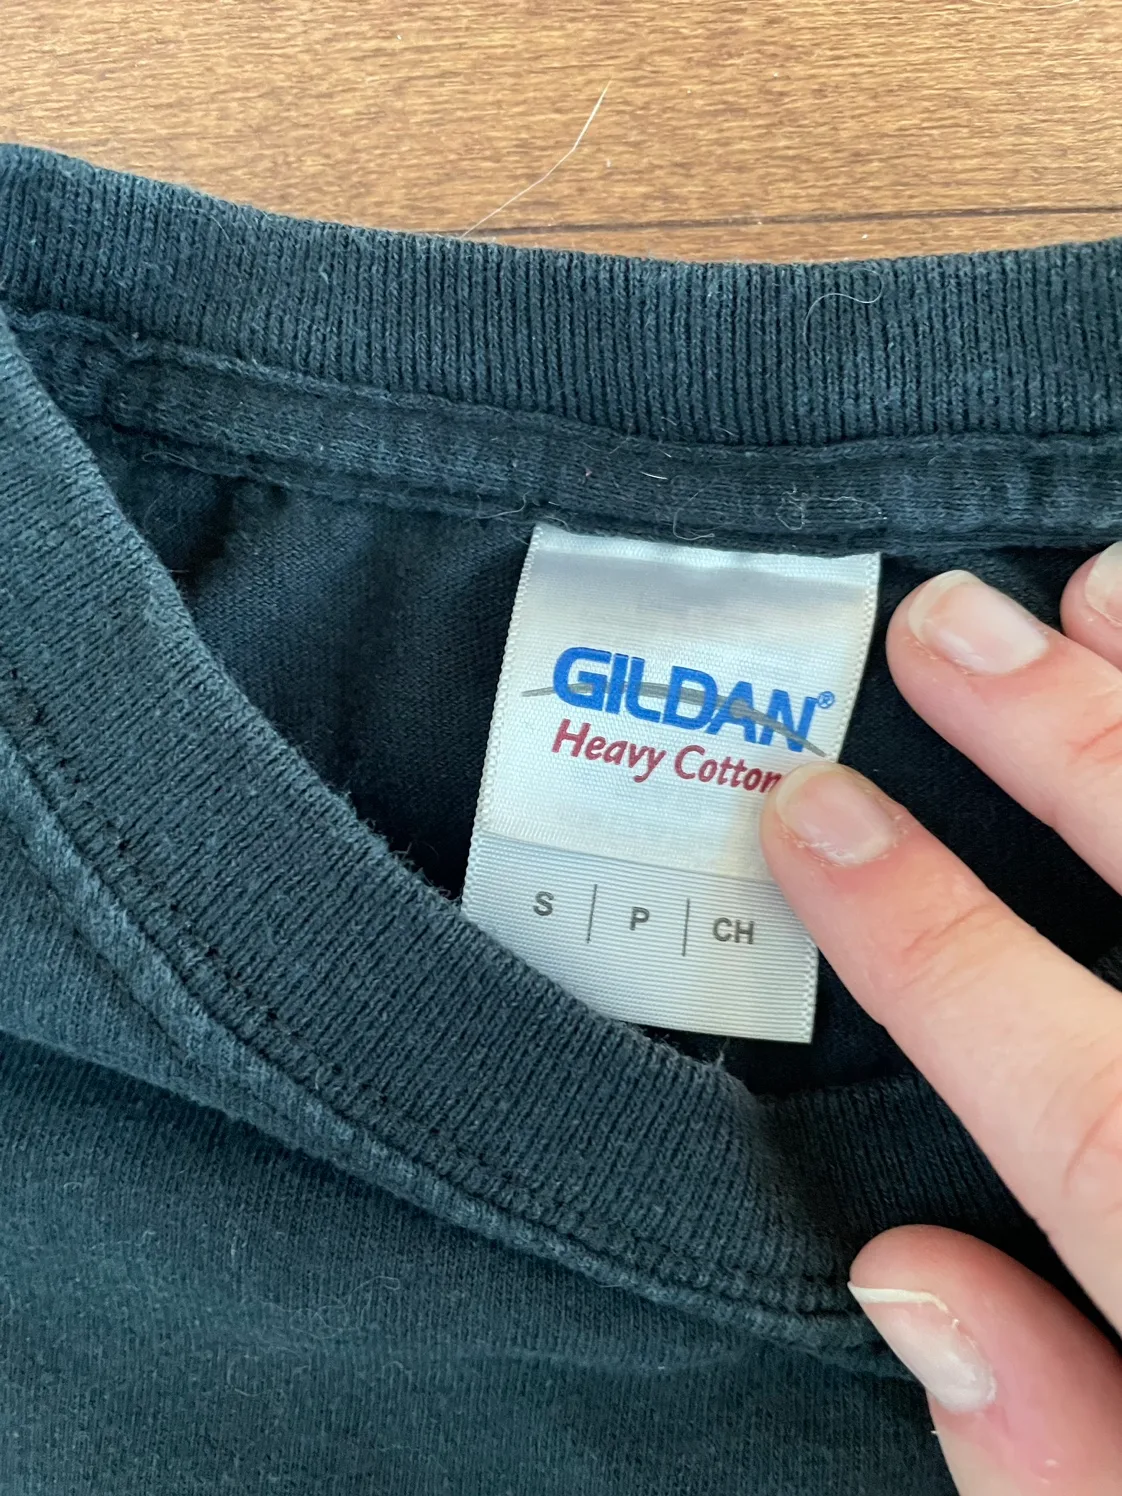 GILDAN®
Heavy Cotton
S | P | CH